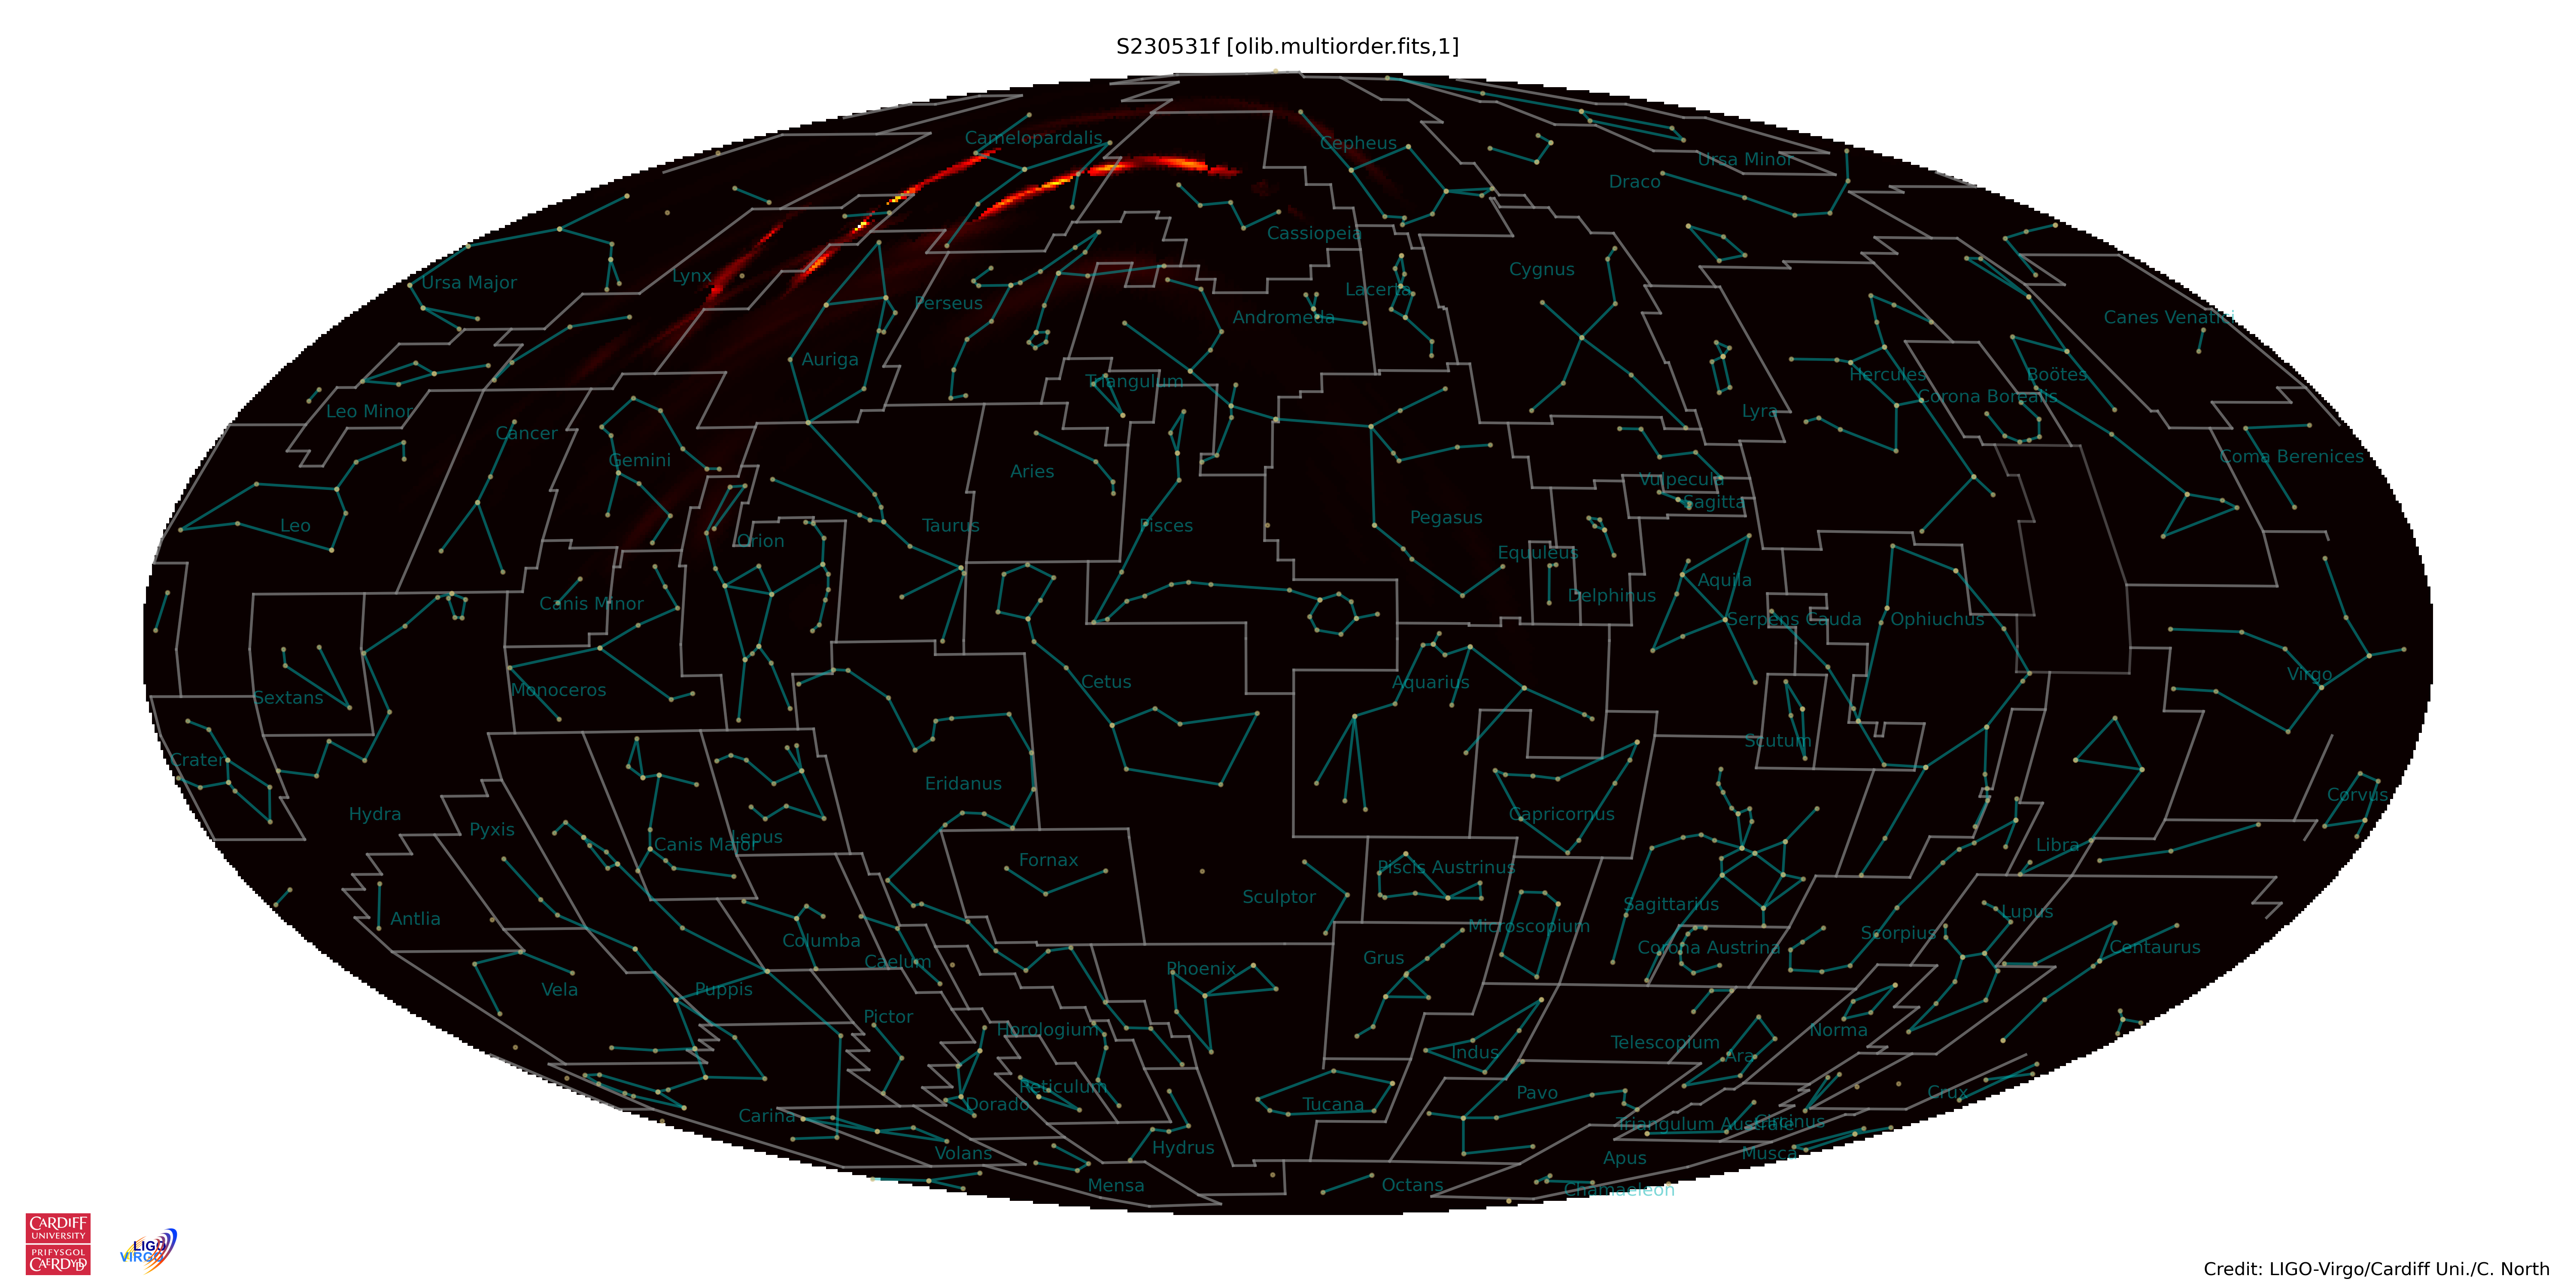 S230531f [olib.multiorder.fits,1]
Camelopardalis
Cepheus
Ursa Minor
Draco
Cassiopeia
Cygnus
Lynx
Ursa Major
Lacerta
Perseus
Andromeda
Canes Venatici
Auriga
Hercules
Boötes
Triangulum
Corona Borealis
Leo Minor
Lyra
Cancer
Coma Berenices
Gemini
Aries
Vulpecula
Sagitta
Pegasus
Leo
Taurus
Pisces
Orion
Equuleus
Aquila
Delphinus
Canis Minor
Serpens Cauda
Ophiuchus
Virgo
Cetus
Aquarius
Monoceros
Sextans
Scutum
Crater
Eridanus
Corvus
Hydra
Capricornus
Pyxis
Lepus
Canis Major
Libra
Fornax
Piscis Austrinus
Sculptor
Sagittarius
Lupus
Antlia
Microscopium
Scorpius
Columba
Corona Austrina
Centaurus
Grus
Caelum
Phoenix
Vela
Puppis
Pictor
Horologium
Norma
Telescopium
Indus
Ara
Reticulum
Pavo
Crux
Dorado
Tucana
Carina
Circinus
Triangulum Australe
Hydrus
Volans
Musca
Apus
Mensa
Octans
Chamaeleon
CARDIFF
UNIVERSITY
PRIFYSGOL
CAERDYDD
LIGO
VIRGO
Credit: LIGO-Virgo/Cardiff Uni./C. North